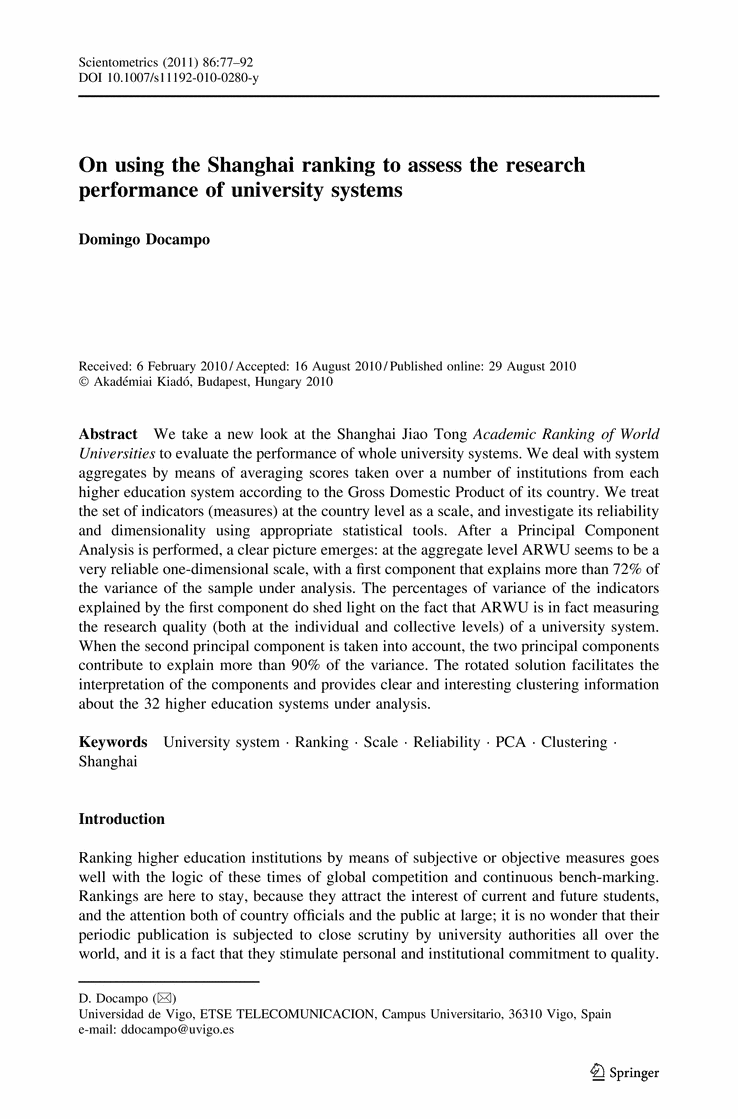 Scientometrics (2011) 86:77–92
DOI 10.1007/s11192-010-0280-y
On using the Shanghai ranking to assess the research
performance of university systems
Domingo Docampo
Received: 6 February 2010 / Accepted: 16 August 2010 / Published online: 29 August 2010
© Akadémiai Kiadó, Budapest, Hungary 2010
Abstract We take a new look at the Shanghai Jiao Tong Academic Ranking of World
Universities to evaluate the performance of whole university systems. We deal with system
aggregates by means of averaging scores taken over a number of institutions from each
higher education system according to the Gross Domestic Product of its country. We treat
the set of indicators (measures) at the country level as a scale, and investigate its reliability
and dimensionality using appropriate statistical tools. After a Principal Component
Analysis is performed, a clear picture emerges: at the aggregate level ARWU seems to be a
very reliable one-dimensional scale, with a first component that explains more than 72% of
the variance of the sample under analysis. The percentages of variance of the indicators
explained by the first component do shed light on the fact that ARWU is in fact measuring
the research quality (both at the individual and collective levels) of a university system.
When the second principal component is taken into account, the two principal components
contribute to explain more than 90% of the variance. The rotated solution facilitates the
interpretation of the components and provides clear and interesting clustering information
about the 32 higher education systems under analysis.
Keywords University system · Ranking · Scale · Reliability · PCA · Clustering ·
Shanghai
Introduction
Ranking higher education institutions by means of subjective or objective measures goes
well with the logic of these times of global competition and continuous bench-marking.
Rankings are here to stay, because they attract the interest of current and future students,
and the attention both of country officials and the public at large; it is no wonder that their
periodic publication is subjected to close scrutiny by university authorities all over the
world, and it is a fact that they stimulate personal and institutional commitment to quality.
D. Docampo (✉)
Universidad de Vigo, ETSE TELECOMUNICACION, Campus Universitario, 36310 Vigo, Spain
e-mail: ddocampo@uvigo.es
Springer